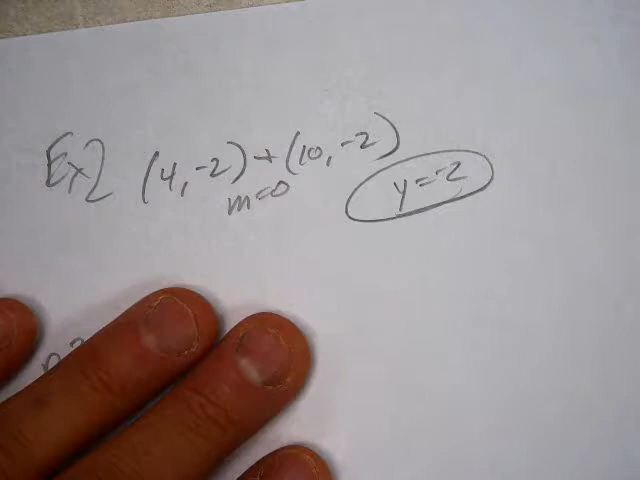 Ex2 (4,-2) + (10,-2)
m=0
y=-2